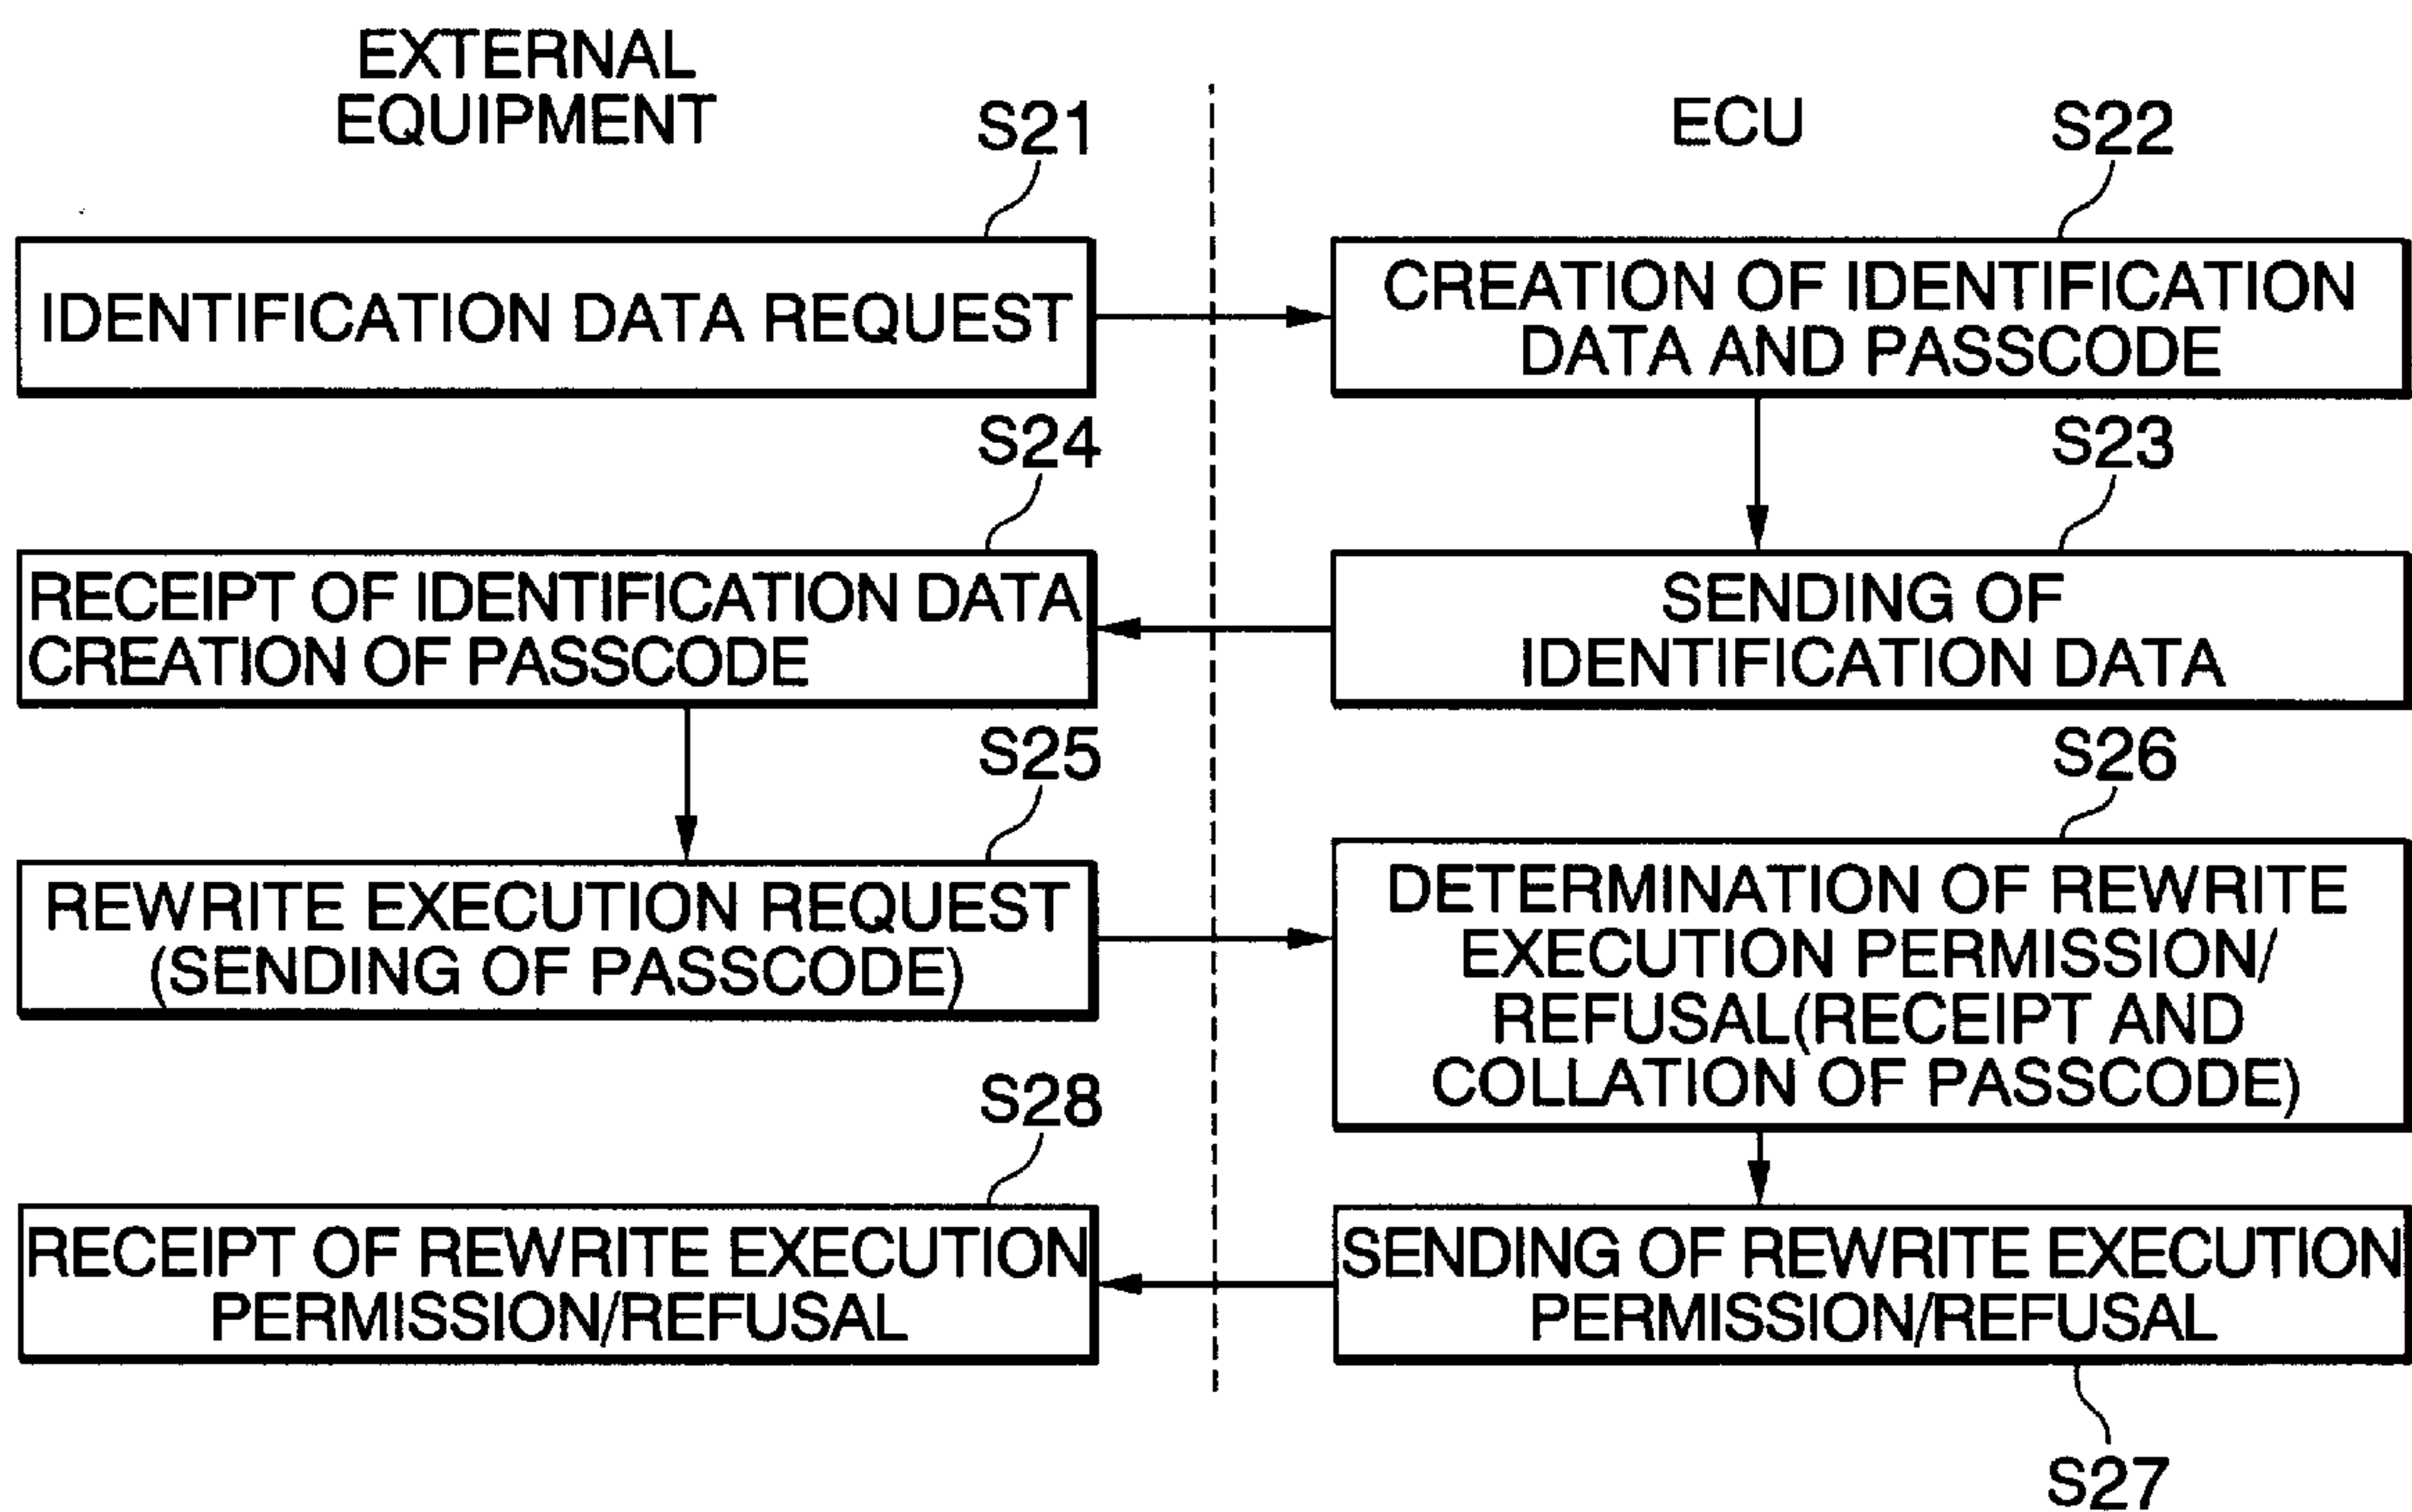 EXTERNAL
EQUIPMENT
ECU
S21
IDENTIFICATION DATA REQUEST
S22
CREATION OF IDENTIFICATION
DATA AND PASSCODE
S23
SENDING OF
IDENTIFICATION DATA
S24
RECEIPT OF IDENTIFICATION DATA
CREATION OF PASSCODE
S25
REWRITE EXECUTION REQUEST
(SENDING OF PASSCODE)
S26
DETERMINATION OF REWRITE
EXECUTION PERMISSION/
REFUSAL(RECEIPT AND
COLLATION OF PASSCODE)
SENDING OF REWRITE EXECUTION
PERMISSION/REFUSAL
S27
S28
RECEIPT OF REWRITE EXECUTION
PERMISSION/REFUSAL